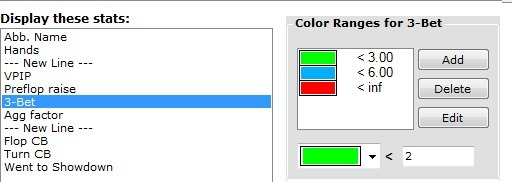 Display these stats:
Abb. Name
Hands
--- New Line ---
VPIP
Preflop raise
3-Bet
Agg factor
--- New Line ---
Flop CB
Turn CB
Went to Showdown
Color Ranges for 3-Bet
< 3.00
< 6.00
< inf
Add
Delete
Edit
< 2